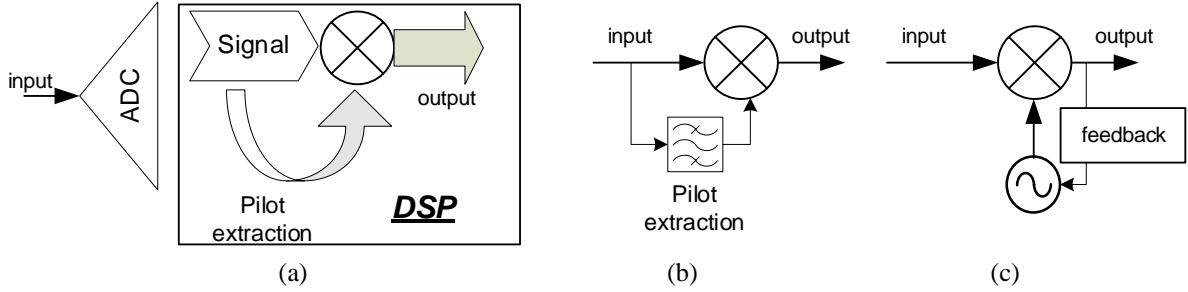 input
ADC
Signal
output
Pilot
extraction
DSP
(a)
input
output
Pilot
extraction
(b)
input
output
feedback
(c)